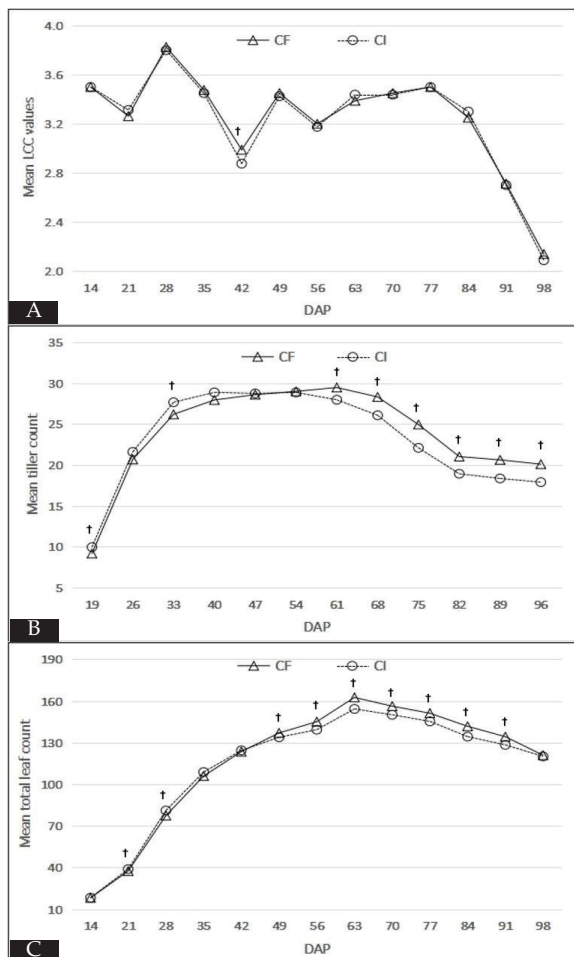 4.0
CF CI
3.6
Mean LCC values
3.2
†
2.8
2.4
2.0
14 21 28 35 42 49 56 63 70 77 84 91 98
A DAP
35
CF CI
30
† † † † † † †
25
Mean tiller count
20
15
10
†
5
19 26 33 40 47 54 61 68 75 82 89 96
B DAP
190
CF CI
160
† † † † † † †
130
Mean total leaf count
100
†
70
†
40
10
14 21 28 35 42 49 56 63 70 77 84 91 98
C DAP